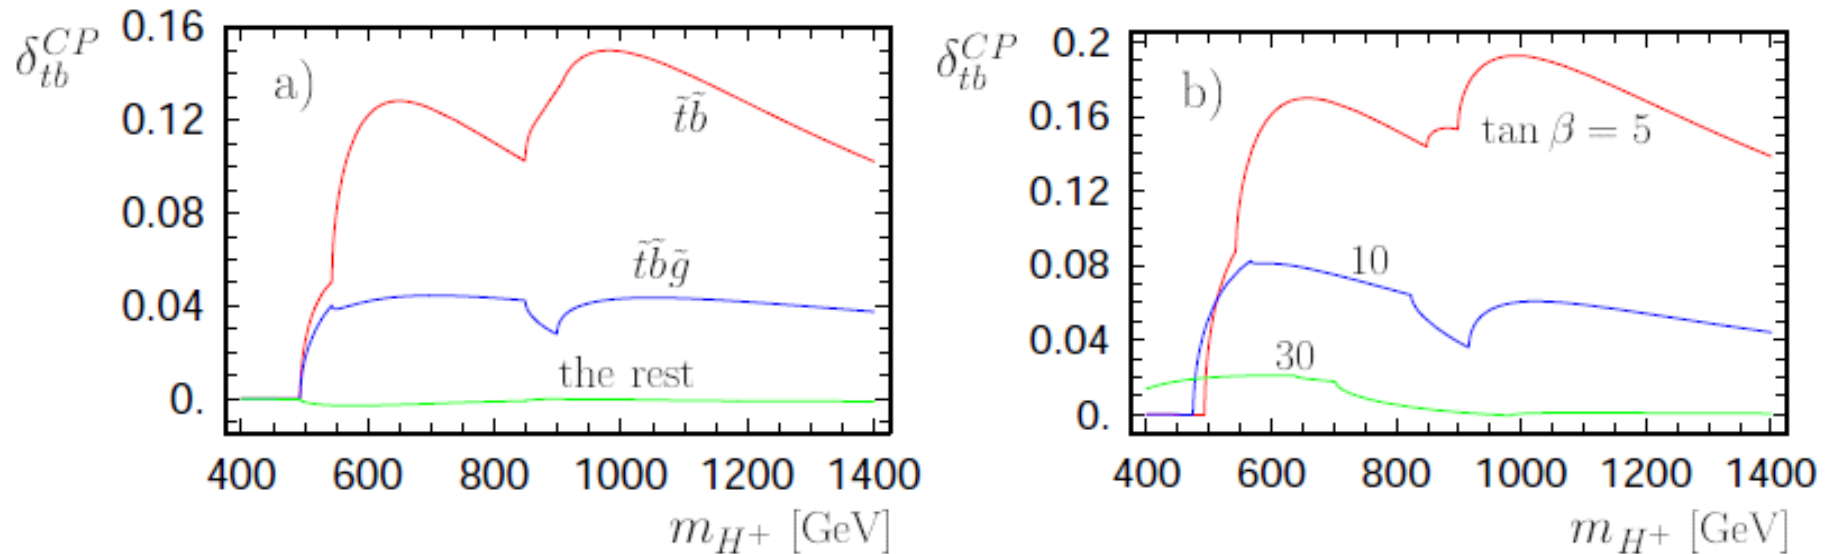 δ_{tb}^{CP}
a)
0.16
0.12
0.08
0.04
0.
t̃b̃
t̃b̃g̃
the rest
400 600 800 1000 1200 1400
m_{H^+} [GeV]
δ_{tb}^{CP}
b)
0.2
0.16
0.12
0.08
0.04
0.
tan β = 5
10
30
400 600 800 1000 1200 1400
m_{H^+} [GeV]